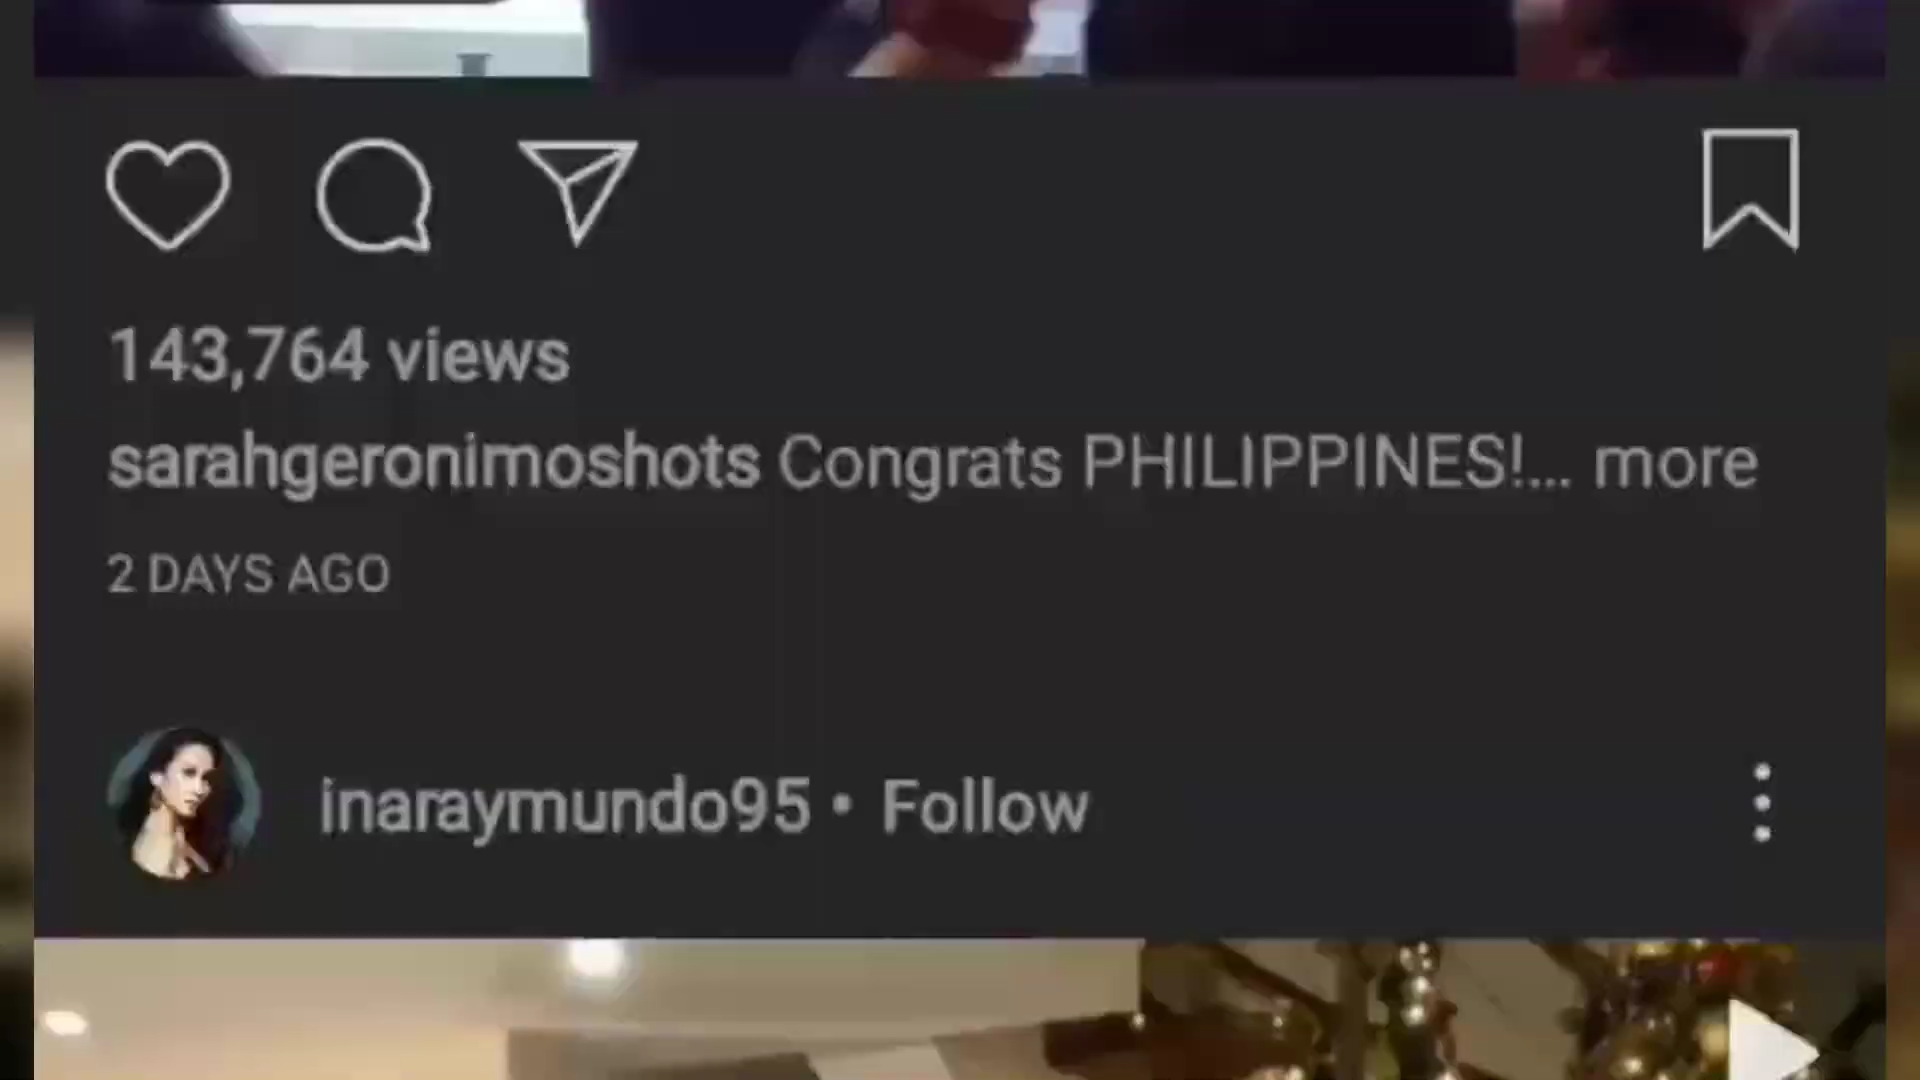 143,764 views
sarahgeronimoshots Congrats PHILIPPINES!... more
2 DAYS AGO
inaraymundo95 • Follow